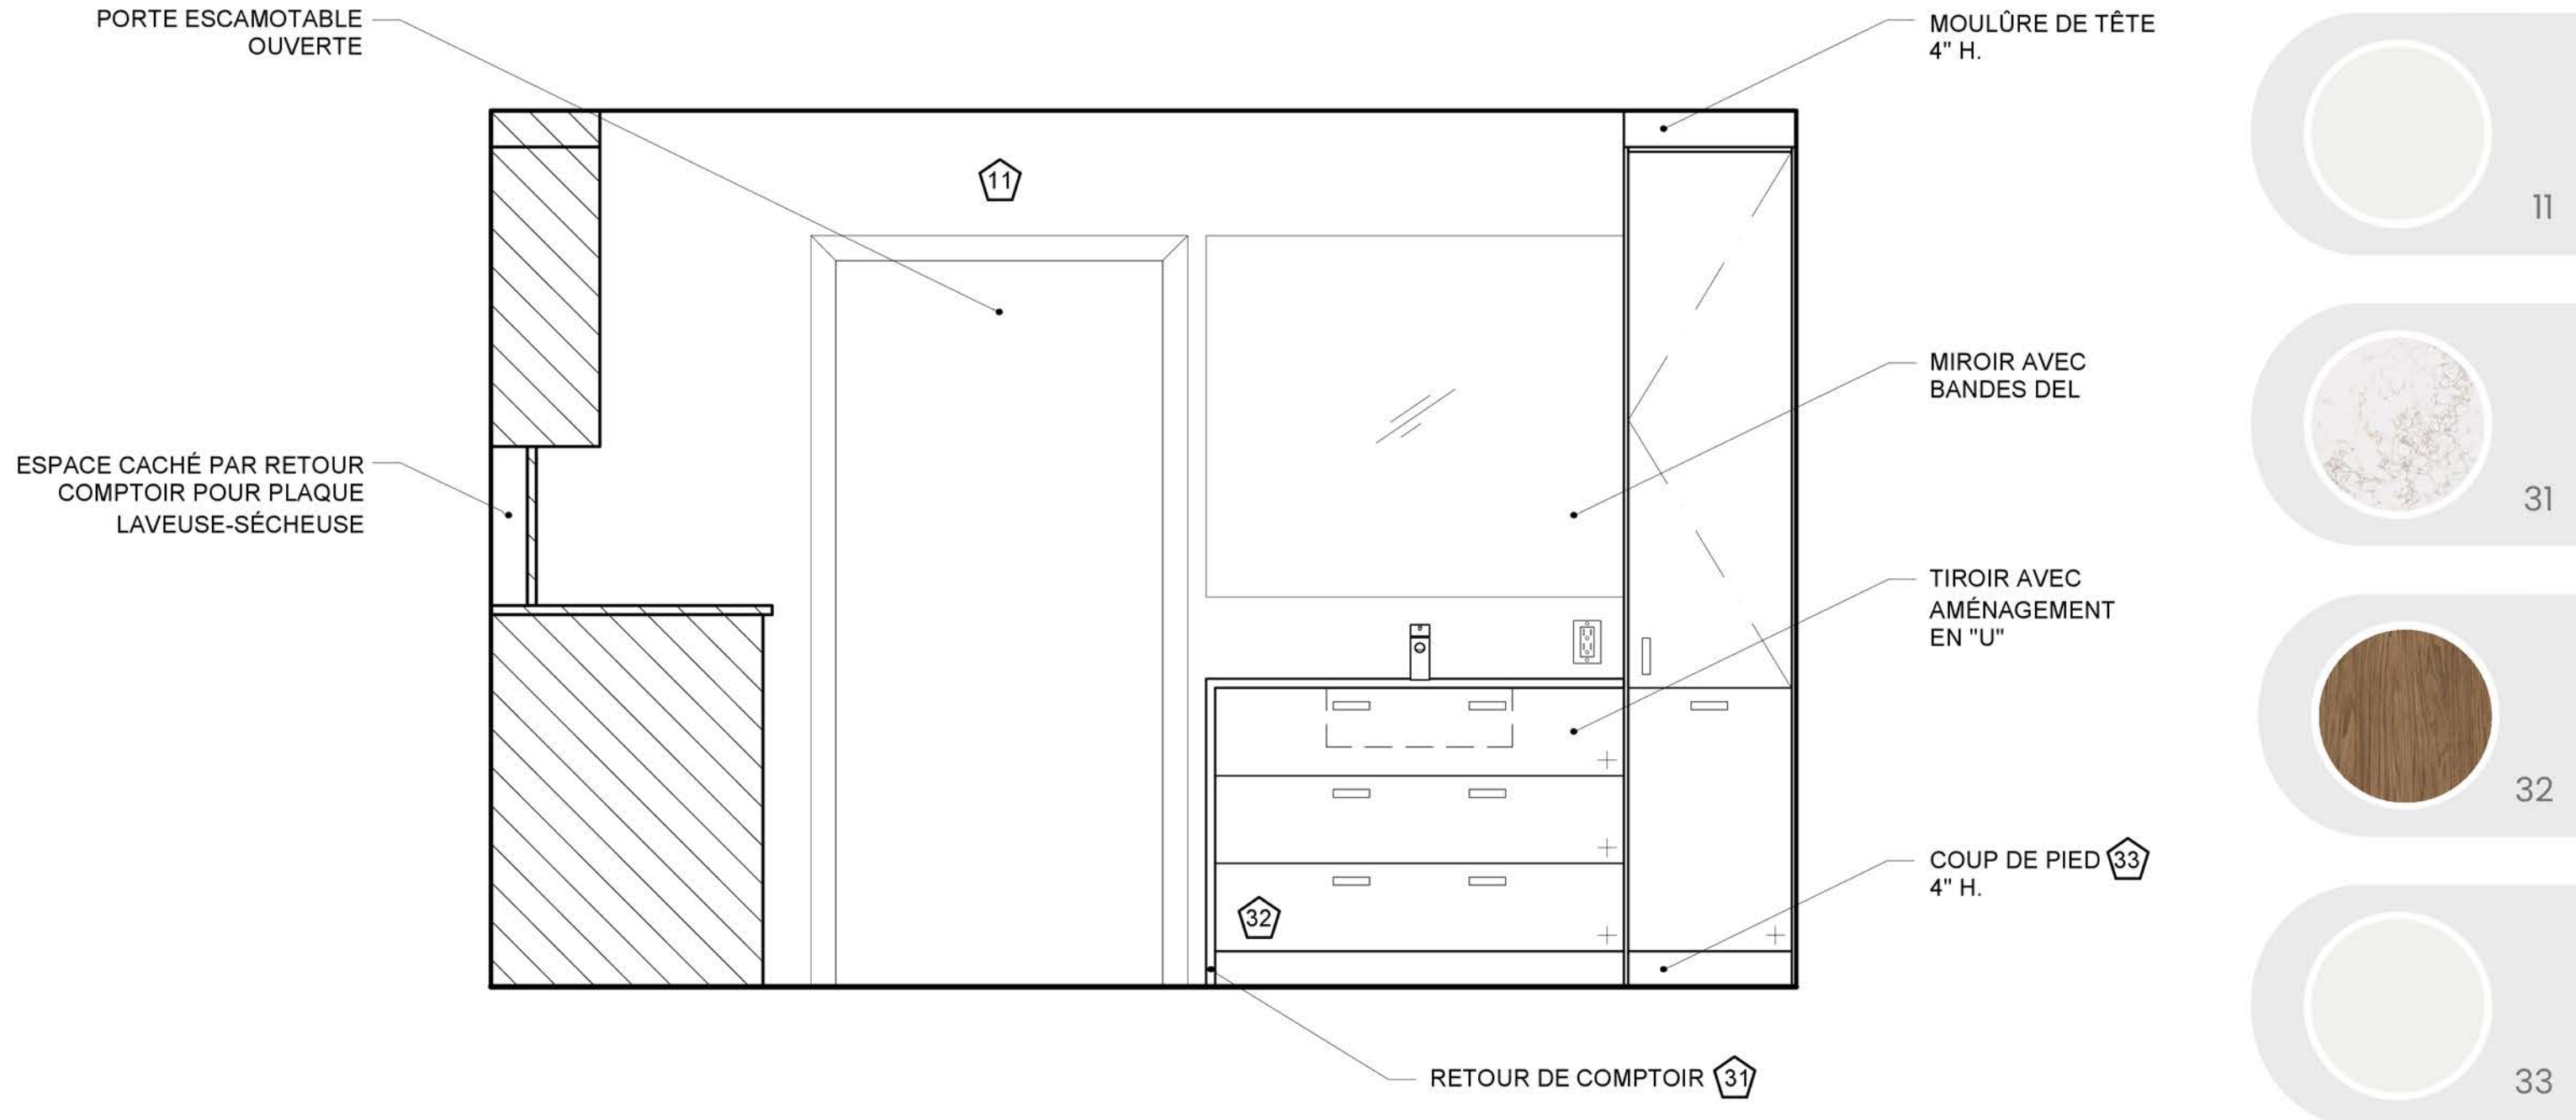 PORTE ESCAMOTABLE
OUVERTE
MOULÛRE DE TÊTE
4" H.
11
11
MIROIR AVEC
BANDES DEL
ESPACE CACHÉ PAR RETOUR
COMPTOIR POUR PLAQUE
LAVEUSE-SÉCHEUSE
31
TIROIR AVEC
AMÉNAGEMENT
EN "U"
32
COUP DE PIED 33
4" H.
32
RETOUR DE COMPTOIR 31
33